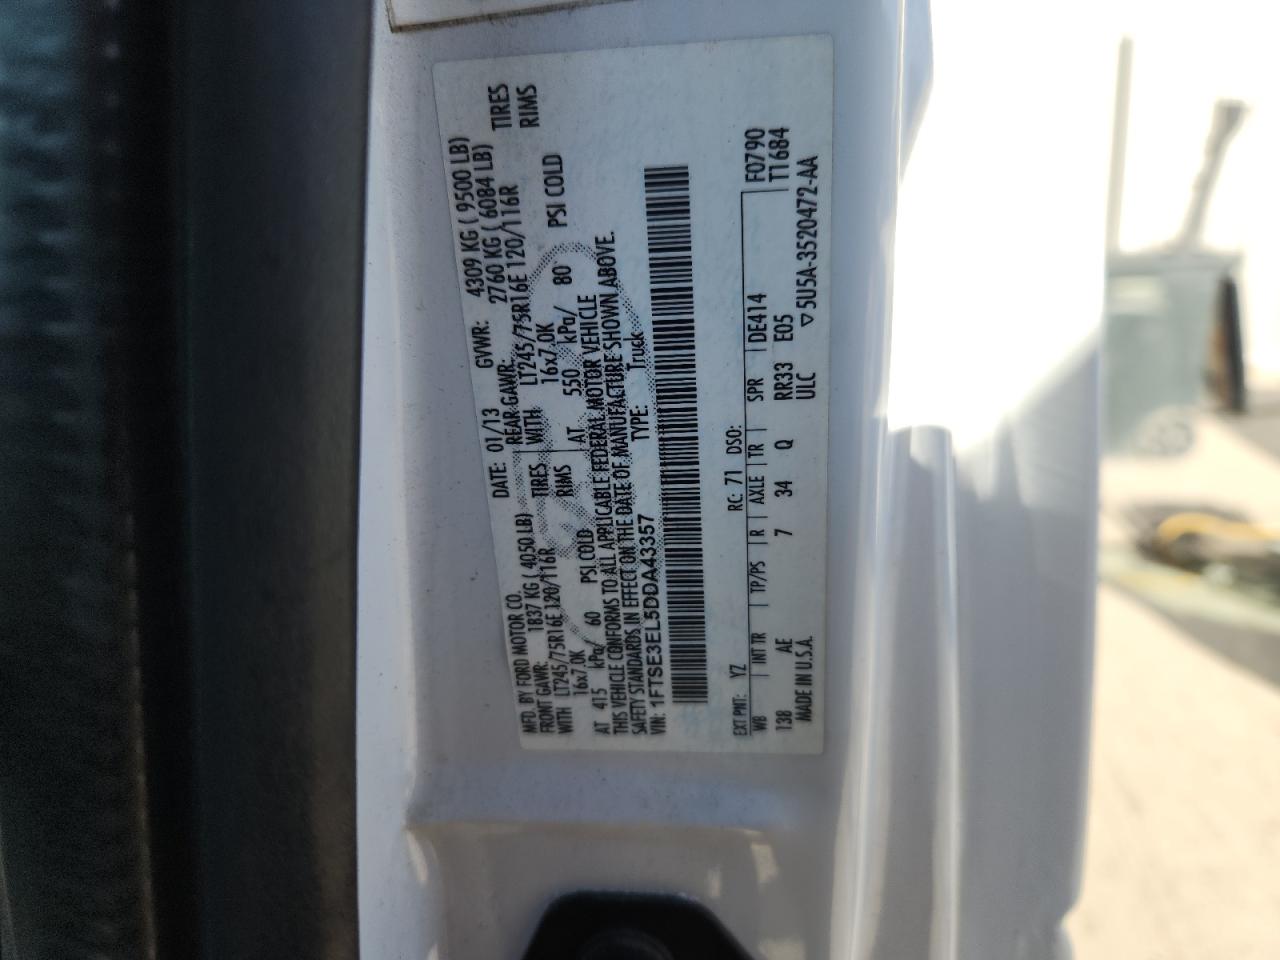 MFD. BY FORD MOTOR CO.
DATE: 01/13 GVWR: 4309 KG ( 9500 LB)
FRONT GAWR: 1837 KG ( 4050 LB) REAR GAWR: 2760 KG ( 6084 LB)
WITH LT245/75R16E 120/116R TIRES WITH LT245/75R16E 120/116R TIRES
16x7.0K RIMS 16x7.0K RIMS
AT 415 kPa/ 60 PSI COLD AT 550 kPa/ 80 PSI COLD
THIS VEHICLE CONFORMS TO ALL APPLICABLE FEDERAL MOTOR VEHICLE
SAFETY STANDARDS IN EFFECT ON THE DATE OF MANUFACTURE SHOWN ABOVE.
VIN: 1FTSE3EL5DDA43357 TYPE: Truck
EXT PNT: YZ RC: 71 DSO: F0790
WB INT TR TP/PS R AXLE TR SPR DE414 T1684
138 AE 7 34 Q RR33 E05
MADE IN U.S.A. ULC ▽5U5A-3520472-AA